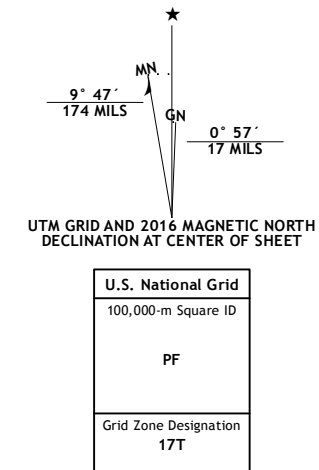 ★
MN
9° 47´
174 MILS
GN
0° 57´
17 MILS
UTM GRID AND 2016 MAGNETIC NORTH
DECLINATION AT CENTER OF SHEET
U.S. National Grid
100,000-m Square ID
PF
Grid Zone Designation
17T